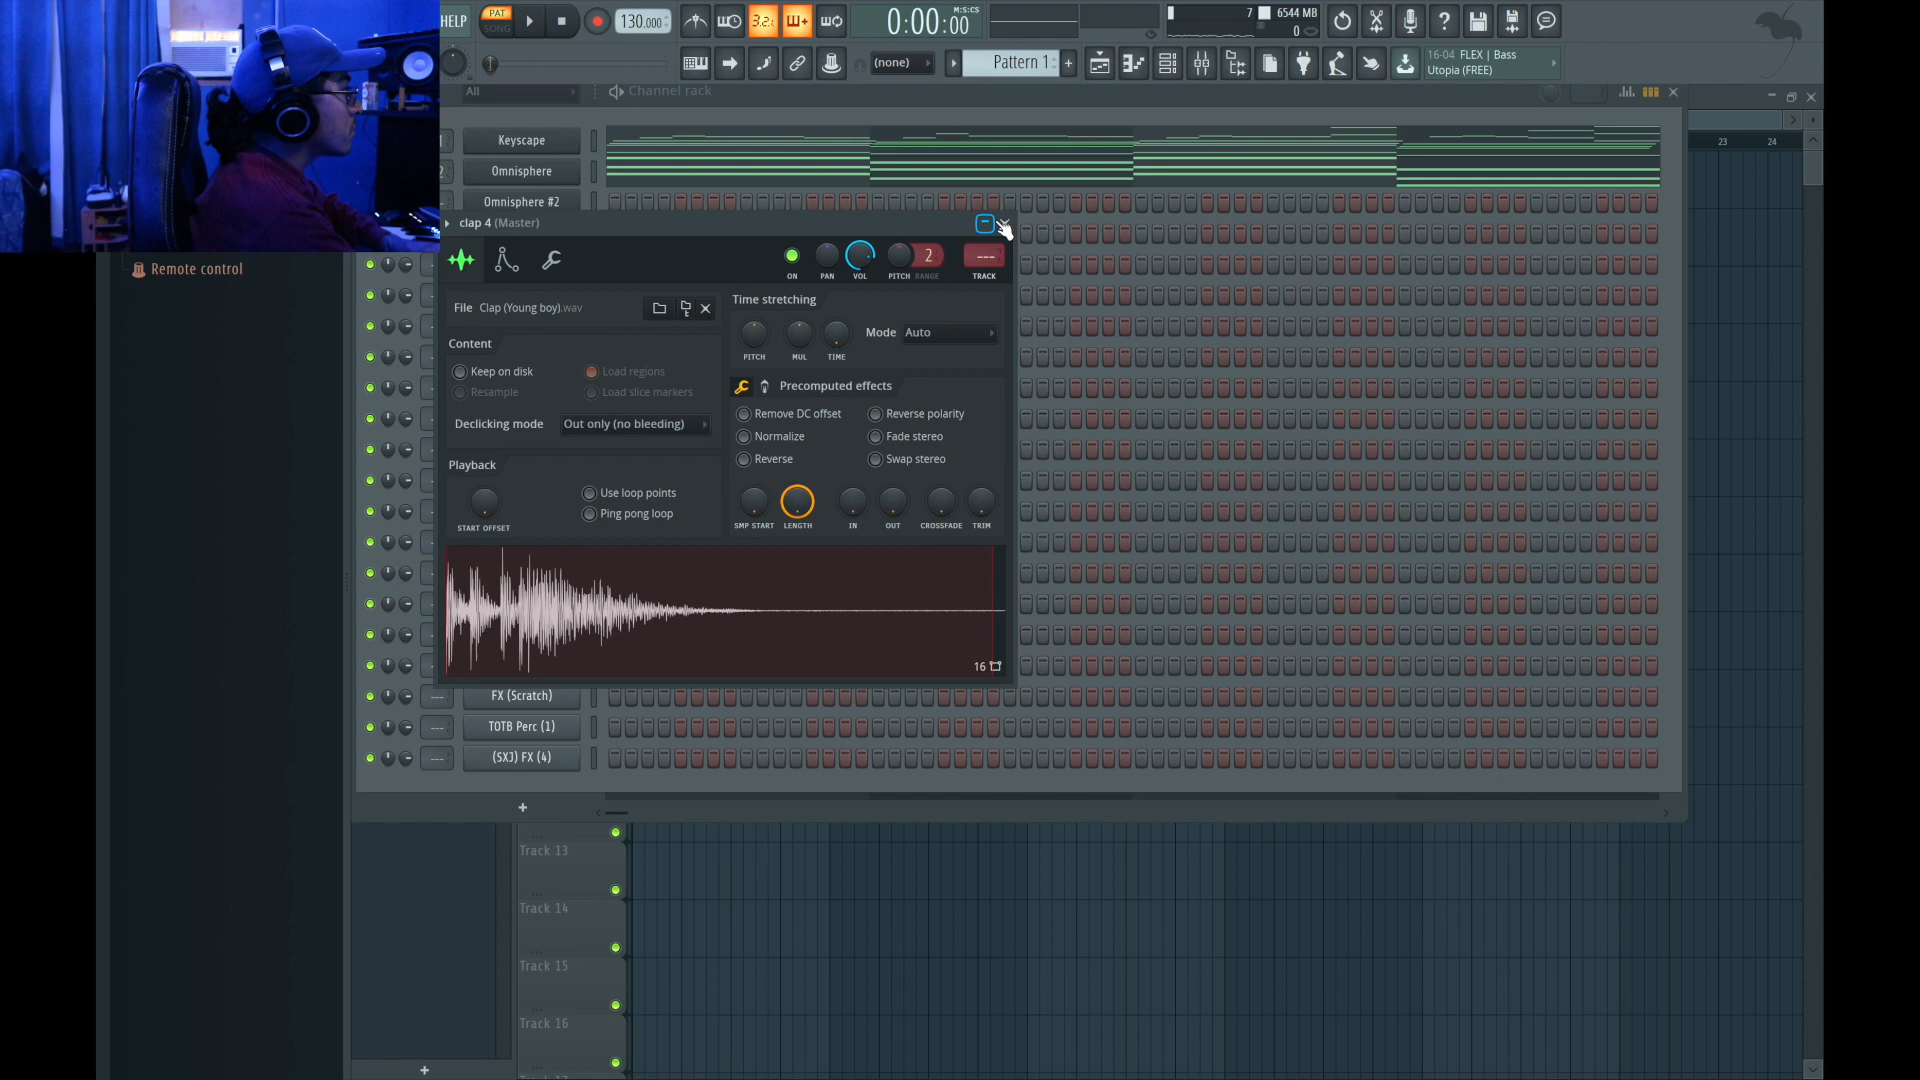 HELP
PAT
SONG
130.000
3.2.
0:00:00
M:S:CS
7
6544 MB
0
(none)
Pattern 1
16-04 FLEX | Bass
Utopia (FREE)
All
Channel rack
23
24
Keyscape
Omnisphere
2
Omnisphere #2
clap 4 (Master)
2
---
ON
PAN
VOL
PITCH
RANGE
TRACK
Remote control
File Clap (Young boy).wav
Time stretching
PITCH
MUL
TIME
Mode
Auto
Content
Keep on disk
Load regions
Resample
Load slice markers
Declicking mode
Out only (no bleeding)
Precomputed effects
Remove DC offset
Reverse polarity
Normalize
Fade stereo
Reverse
Swap stereo
Playback
Use loop points
Ping pong loop
START OFFSET
SMP START
LENGTH
IN
OUT
CROSSFADE
TRIM
16
---
FX (Scratch)
---
TOTB Perc (1)
---
(SXJ) FX (4)
Track 13
Track 14
Track 15
Track 16